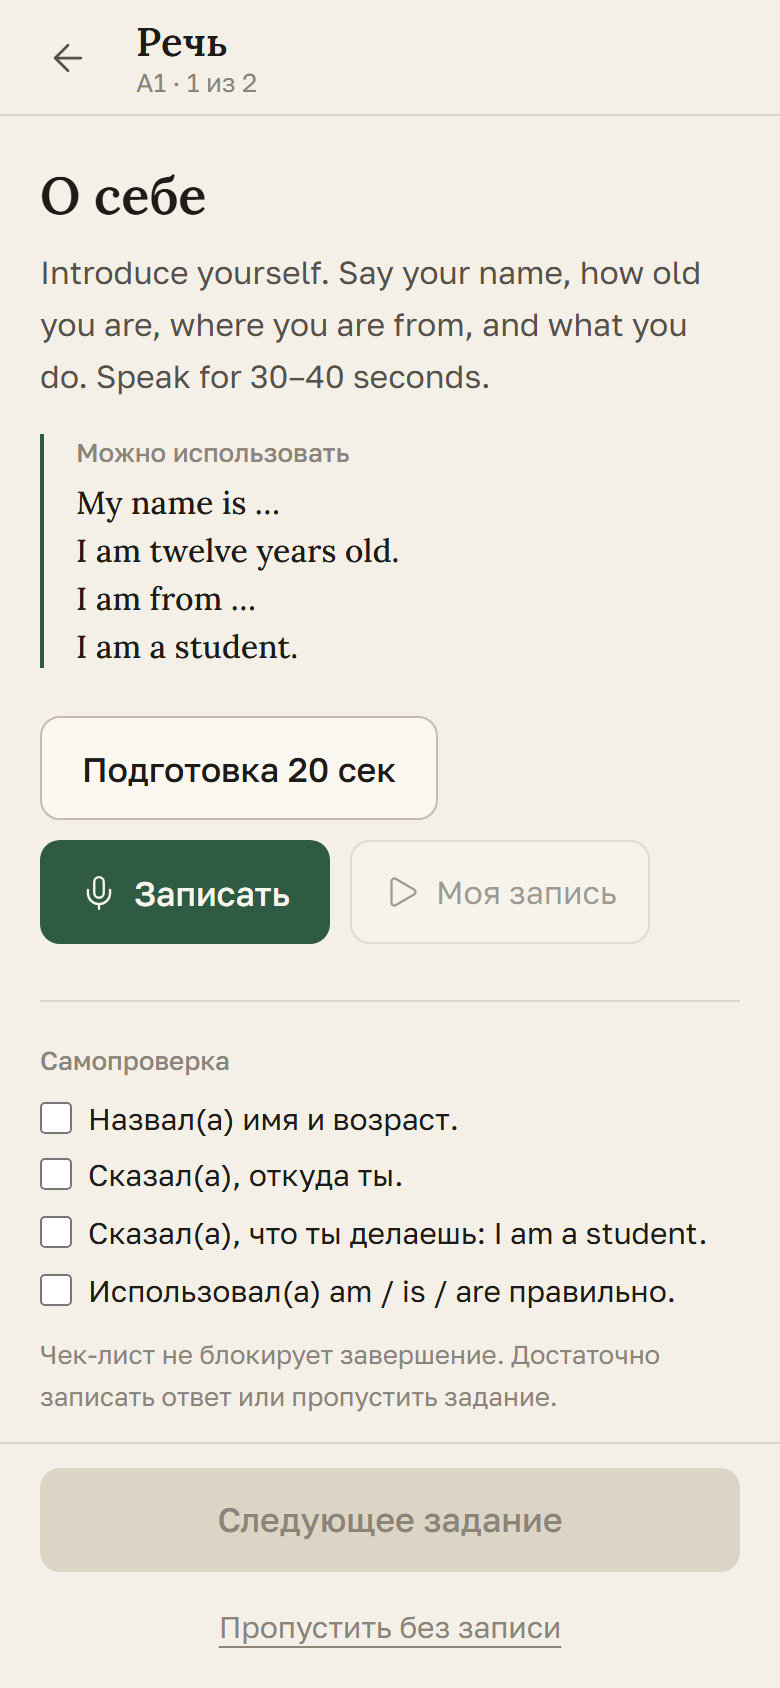 Речь
A1 · 1 из 2
О себе
Introduce yourself. Say your name, how old
you are, where you are from, and what you
do. Speak for 30–40 seconds.
Можно использовать
My name is ...
I am twelve years old.
I am from ...
I am a student.
Подготовка 20 сек
Записать
Моя запись
Самопроверка
Назвал(а) имя и возраст.
Сказал(а), откуда ты.
Сказал(а), что ты делаешь: I am a student.
Использовал(а) am / is / are правильно.
Чек-лист не блокирует завершение. Достаточно
записать ответ или пропустить задание.
Следующее задание
Пропустить без записи